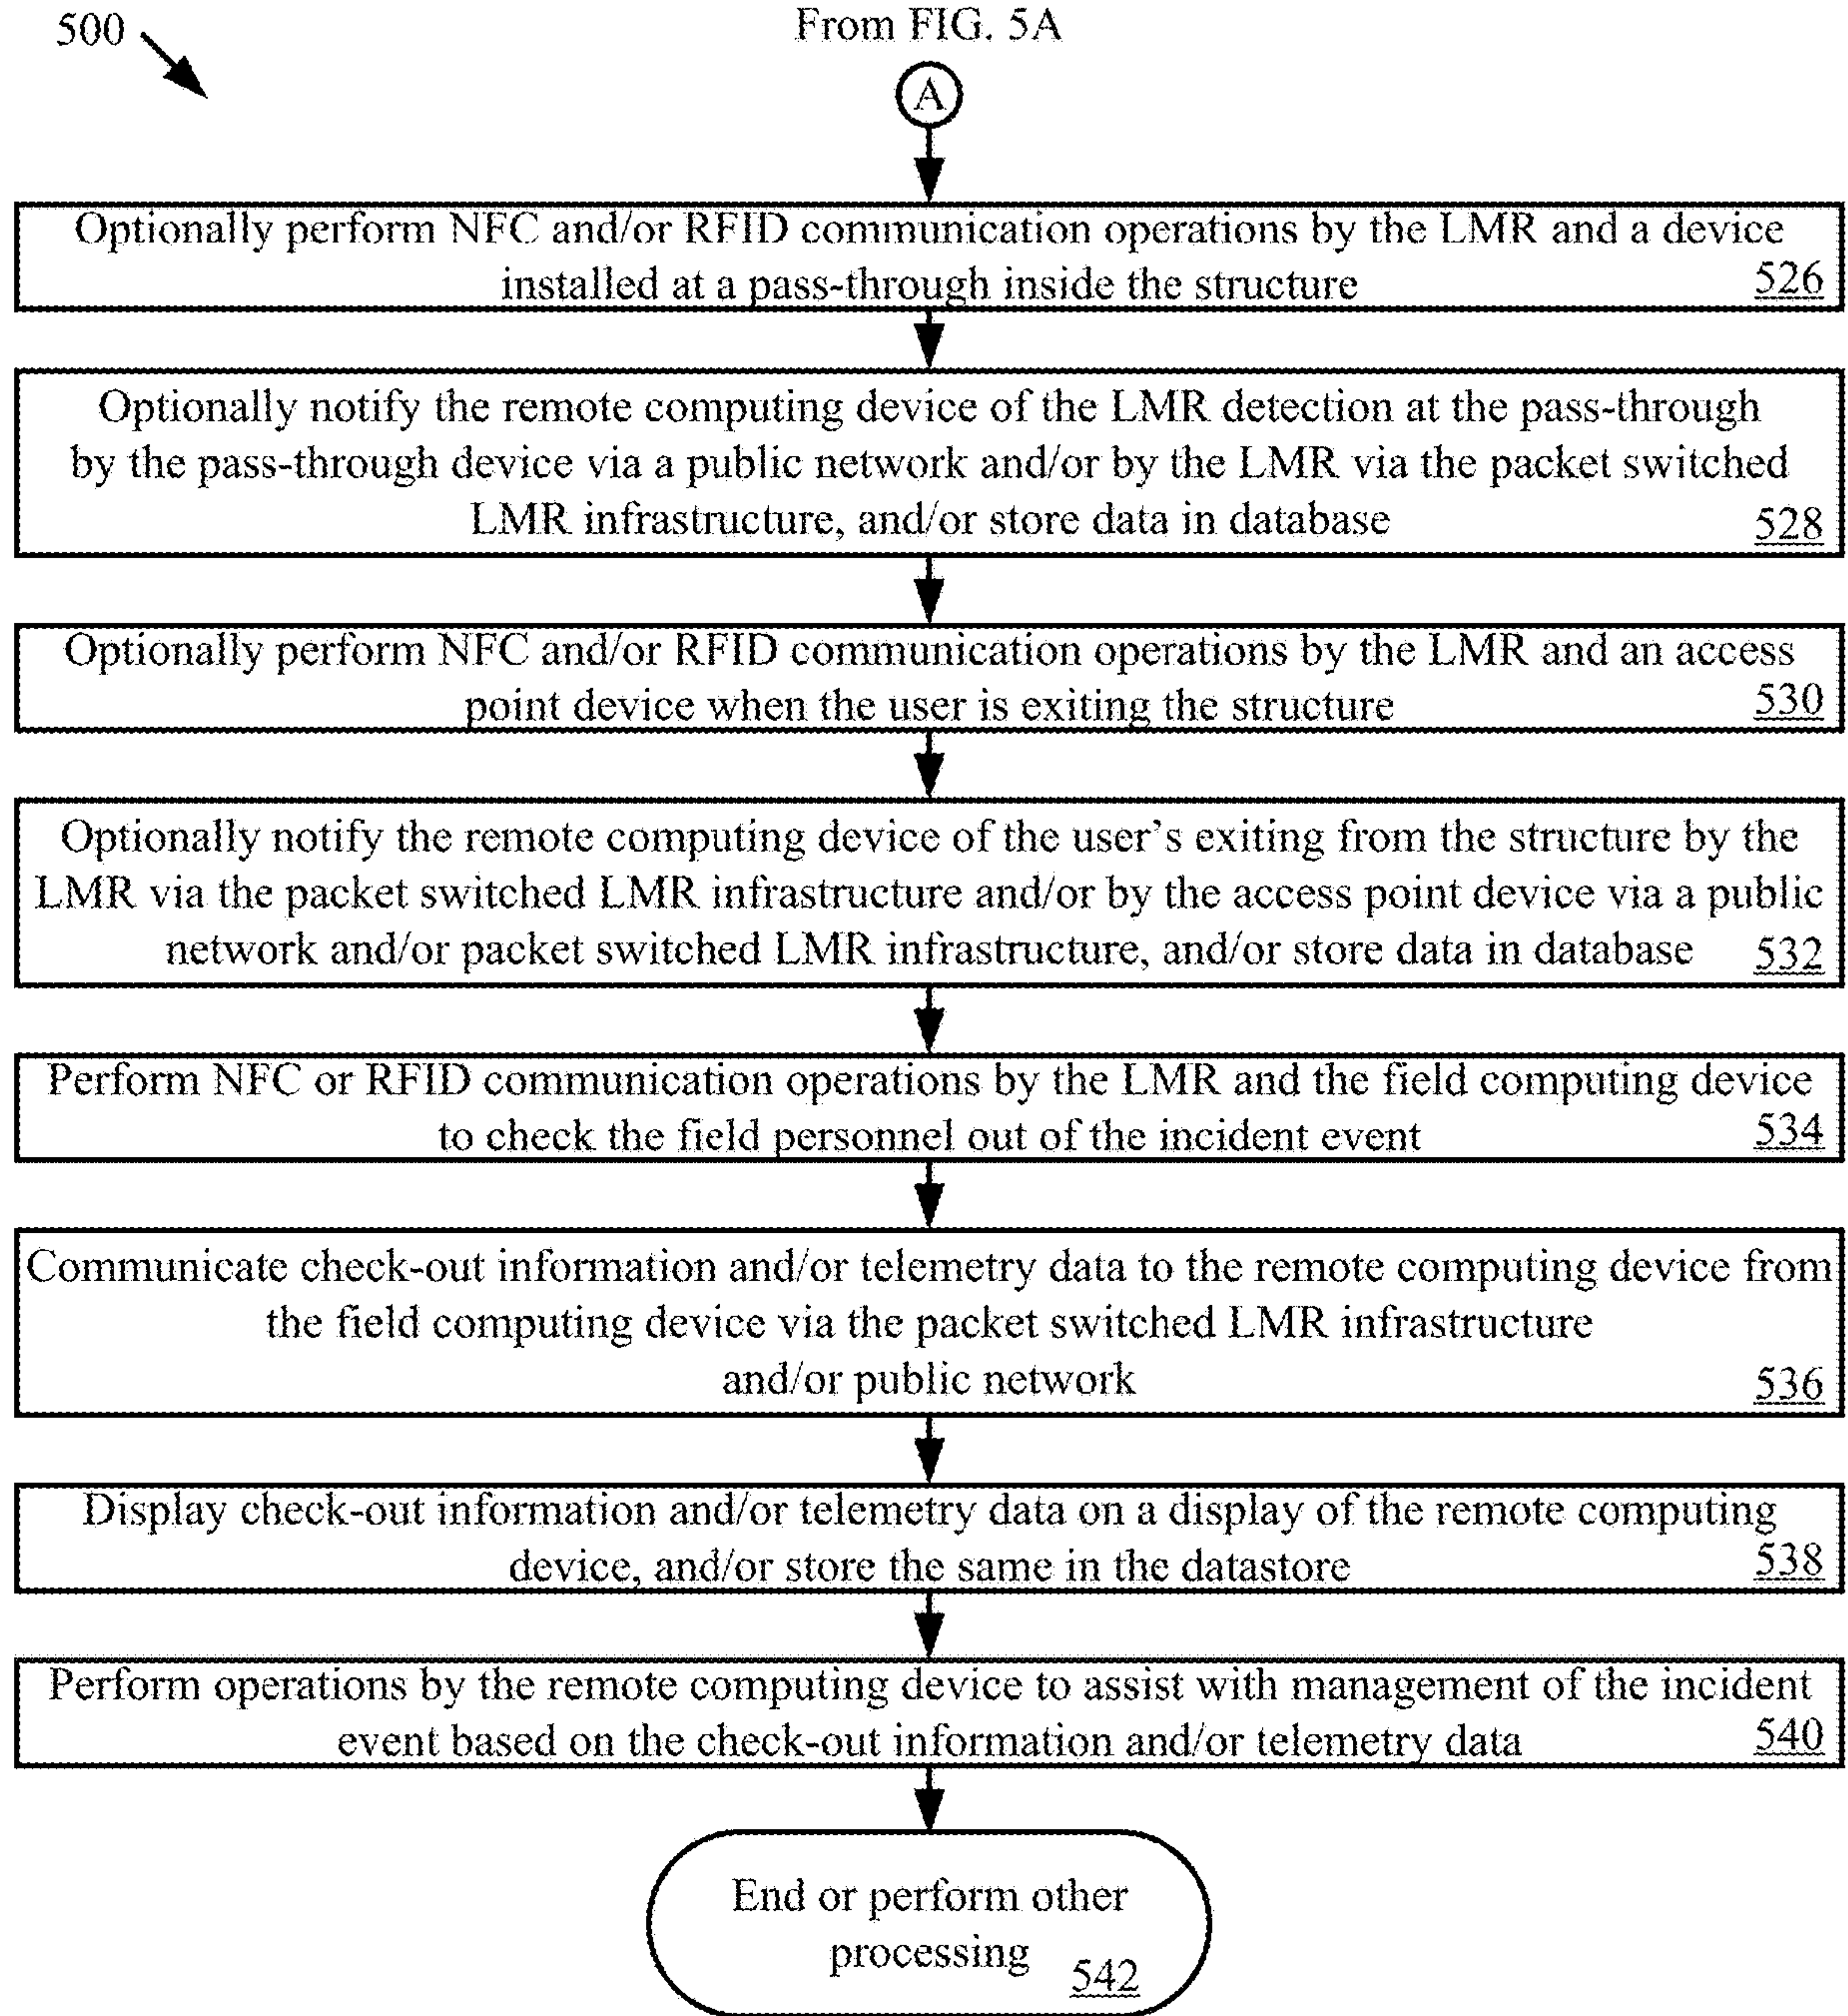 500
From FIG. 5A
A
Optionally perform NFC and/or RFID communication operations by the LMR and a device
installed at a pass-through inside the structure
526
Optionally notify the remote computing device of the LMR detection at the pass-through
by the pass-through device via a public network and/or by the LMR via the packet switched
LMR infrastructure, and/or store data in database
528
Optionally perform NFC and/or RFID communication operations by the LMR and an access
point device when the user is exiting the structure
530
Optionally notify the remote computing device of the user's exiting from the structure by the
LMR via the packet switched LMR infrastructure and/or by the access point device via a public
network and/or packet switched LMR infrastructure, and/or store data in database
532
Perform NFC or RFID communication operations by the LMR and the field computing device
to check the field personnel out of the incident event
534
Communicate check-out information and/or telemetry data to the remote computing device from
the field computing device via the packet switched LMR infrastructure
and/or public network
536
Display check-out information and/or telemetry data on a display of the remote computing
device, and/or store the same in the datastore
538
Perform operations by the remote computing device to assist with management of the incident
event based on the check-out information and/or telemetry data
540
End or perform other
processing
542